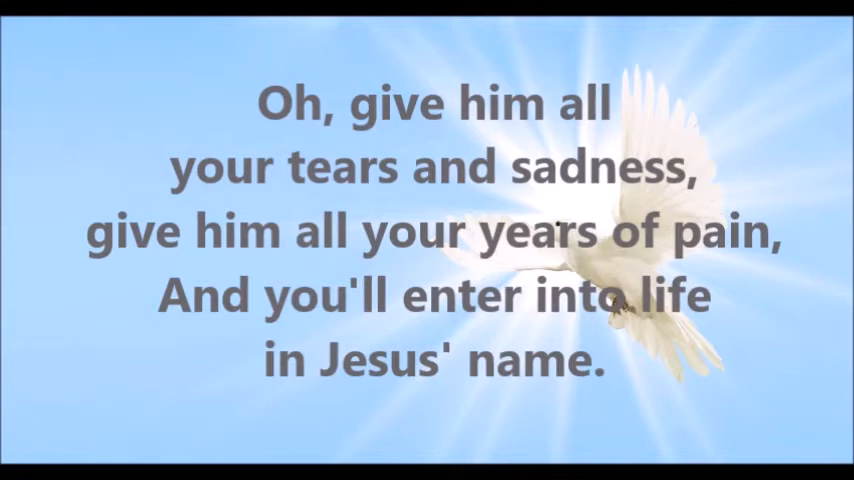 Oh, give him all
your tears and sadness,
give him all your years of pain,
And you'll enter into life
in Jesus' name.